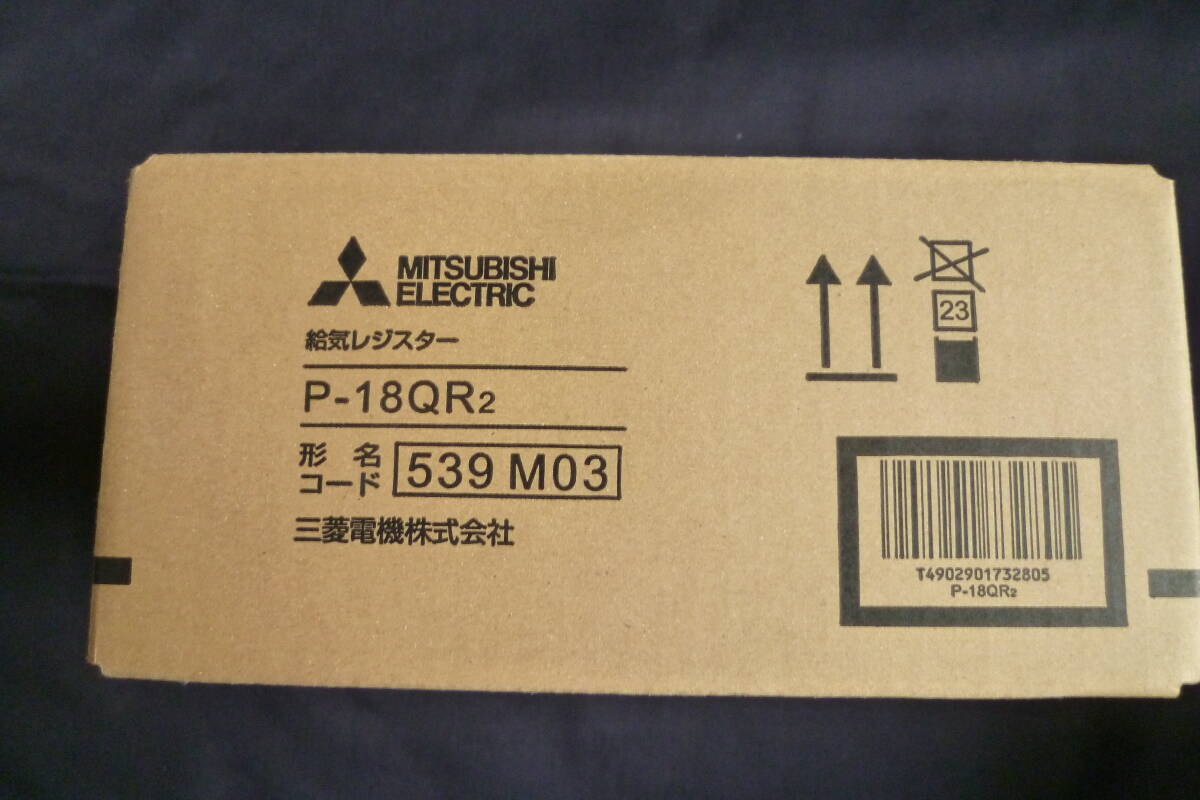 MITSUBISHI
ELECTRIC
給気レジスター
P-18QR2
形 名
コード
539 M03
三菱電機株式会社
23
T4902901732805
P-18QR2